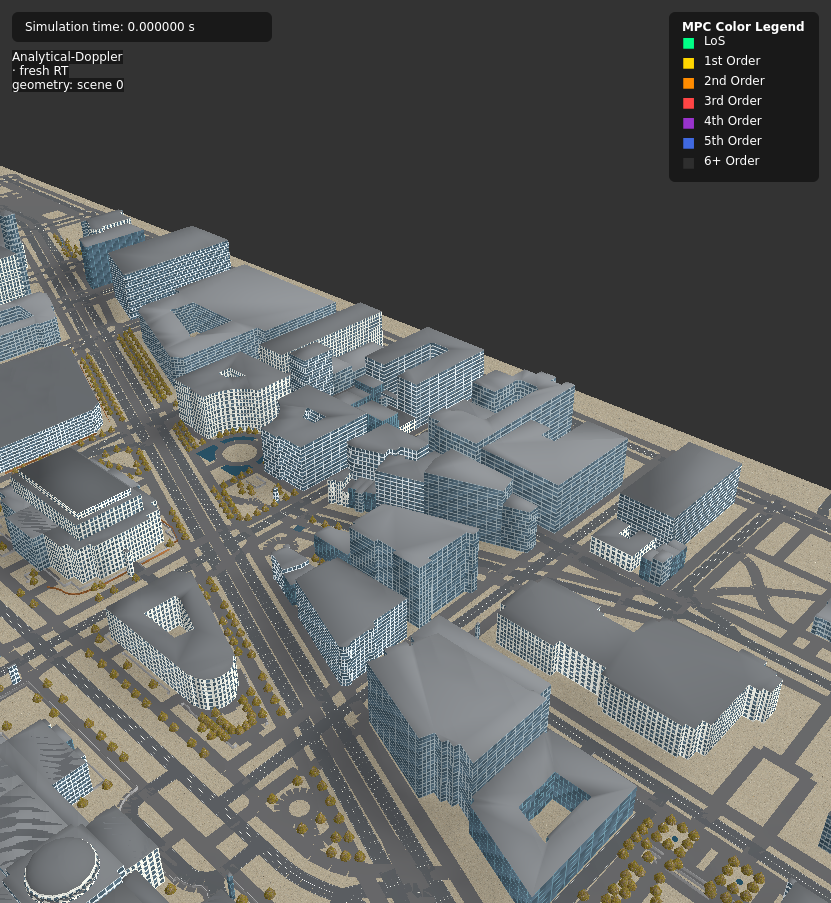 Simulation time: 0.000000 s
Analytical-Doppler
· fresh RT
geometry: scene 0
MPC Color Legend
LoS
1st Order
2nd Order
3rd Order
4th Order
5th Order
6+ Order